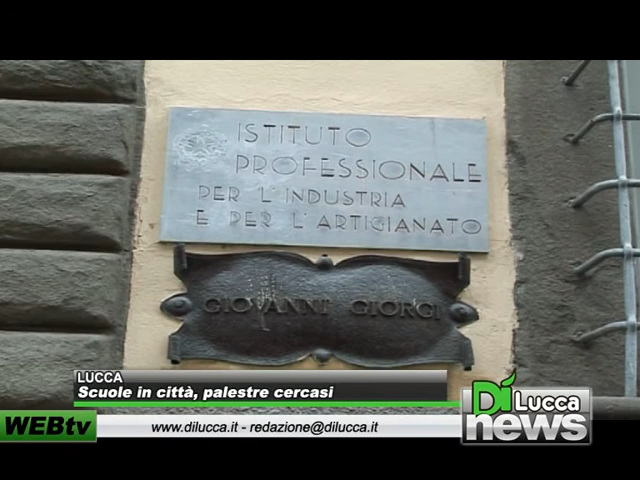 ISTITUTO
PROFESSIONALE
PER L'INDUSTRIA
E PER L'ARTIGIANATO
GIOVANNI GIORGI
LUCCA
Scuole in città, palestre cercasi
Dì LUCCA
news
WEBtv
www.dilucca.it - redazione@dilucca.it